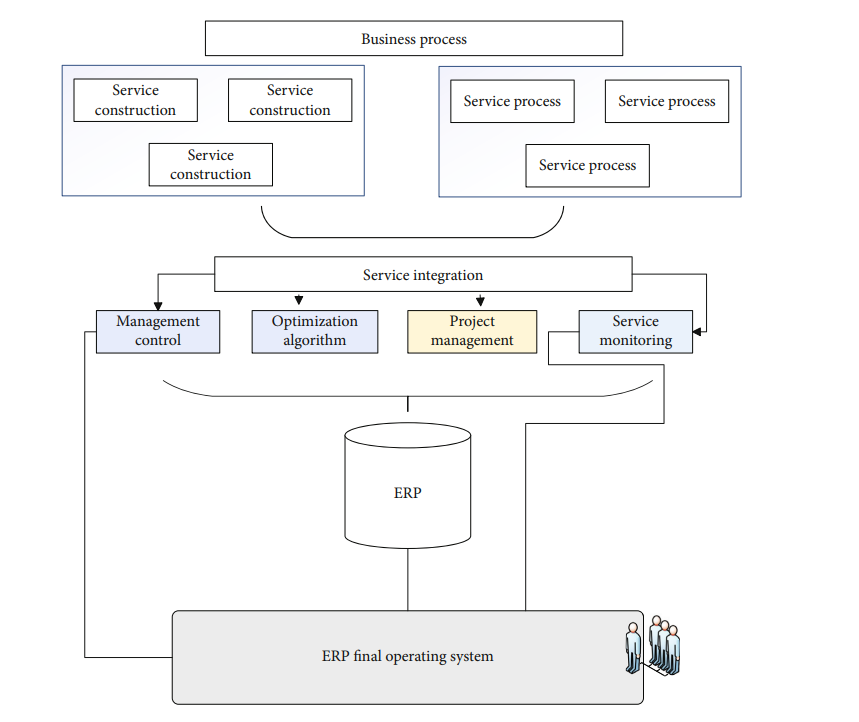 Business process
Service
construction
Service
construction
Service
construction
Service process
Service process
Service process
Service integration
Management
control
Optimization
algorithm
Project
management
Service
monitoring
ERP
ERP final operating system